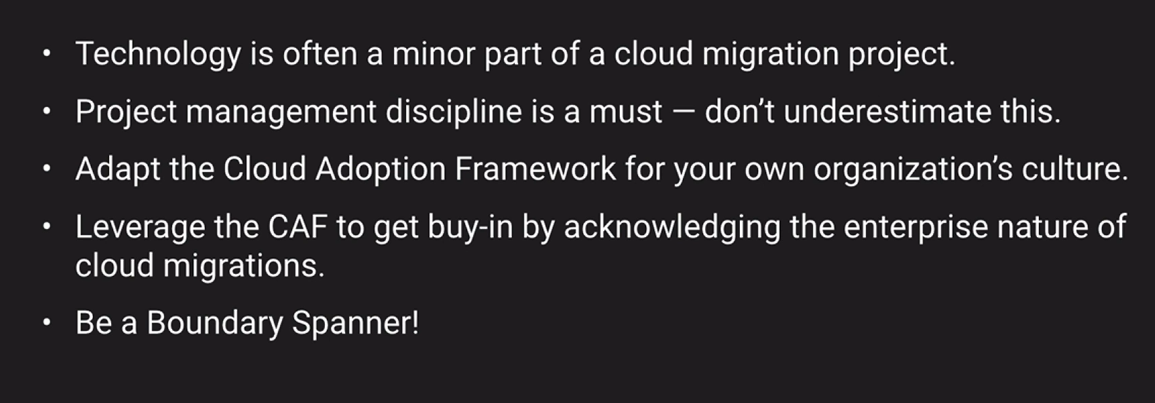 • Technology is often a minor part of a cloud migration project.
• Project management discipline is a must — don’t underestimate this.
• Adapt the Cloud Adoption Framework for your own organization’s culture.
• Leverage the CAF to get buy-in by acknowledging the enterprise nature of
cloud migrations.
• Be a Boundary Spanner!